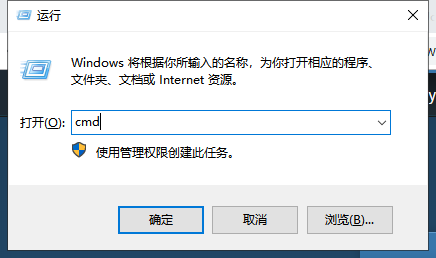 运行
Windows 将根据你所输入的名称，为你打开相应的程序、
文件夹、文档或 Internet 资源。
打开(O): cmd
使用管理权限创建此任务。
确定 取消 浏览(B)...